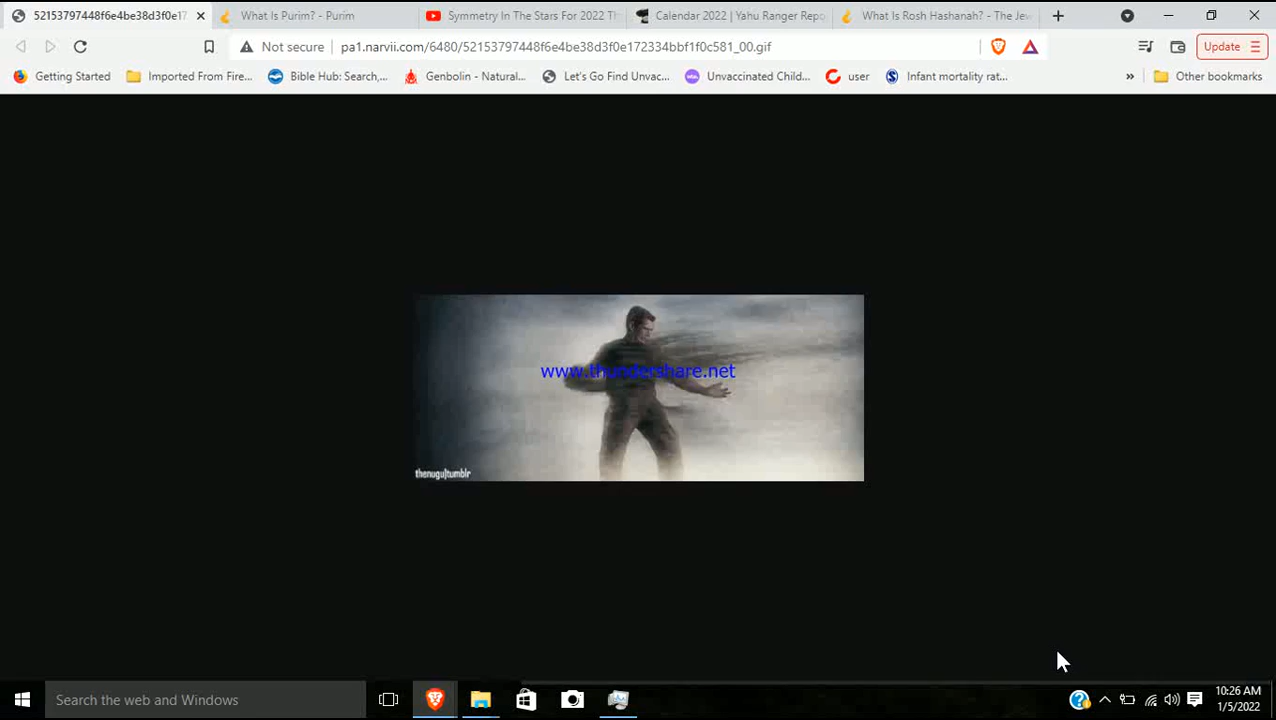 52153797448f6e4be38d3f0e17
What Is Purim? - Purim
Symmetry In The Stars For 2022 Th
Calendar 2022 | Yahu Ranger Repo
What Is Rosh Hashanah? - The Jew
Not secure
pa1.narvii.com/6480/52153797448f6e4be38d3f0e172334bbf1f0c581_00.gif
Update
Getting Started
Imported From Fire...
Bible Hub: Search,...
Genbolin - Natural...
Let's Go Find Unvac...
Unvaccinated Child...
user
Infant mortality rat...
»
Other bookmarks
www.thundershare.net
thenugu|tumblr
Search the web and Windows
10:26 AM
1/5/2022